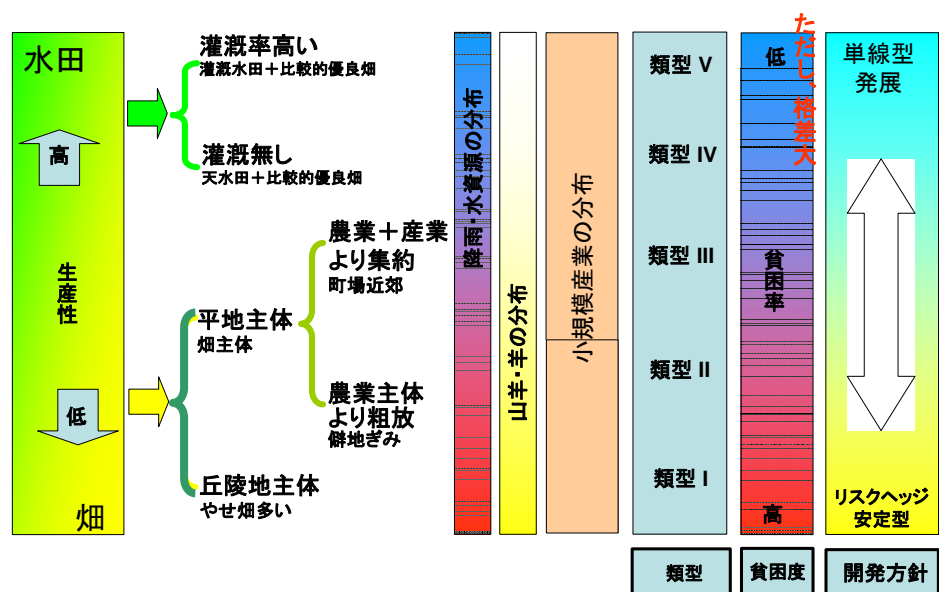 水田
高
生産性
低
畑
灌漑率高い
灌漑水田＋比較的優良畑
灌漑無し
天水田＋比較的優良畑
平地主体
畑主体
丘陵地主体
やせ畑多い
農業＋産業
より集約
町場近郊
農業主体
より粗放
僻地ぎみ
降雨・水資源の分布
山羊・羊の分布
小規模産業の分布
類型 V
類型 IV
類型 III
類型 II
類型 I
低
貧困率
高
ただし、格差大
単線型
発展
リスクヘッジ
安定型
類型
貧困度
開発方針